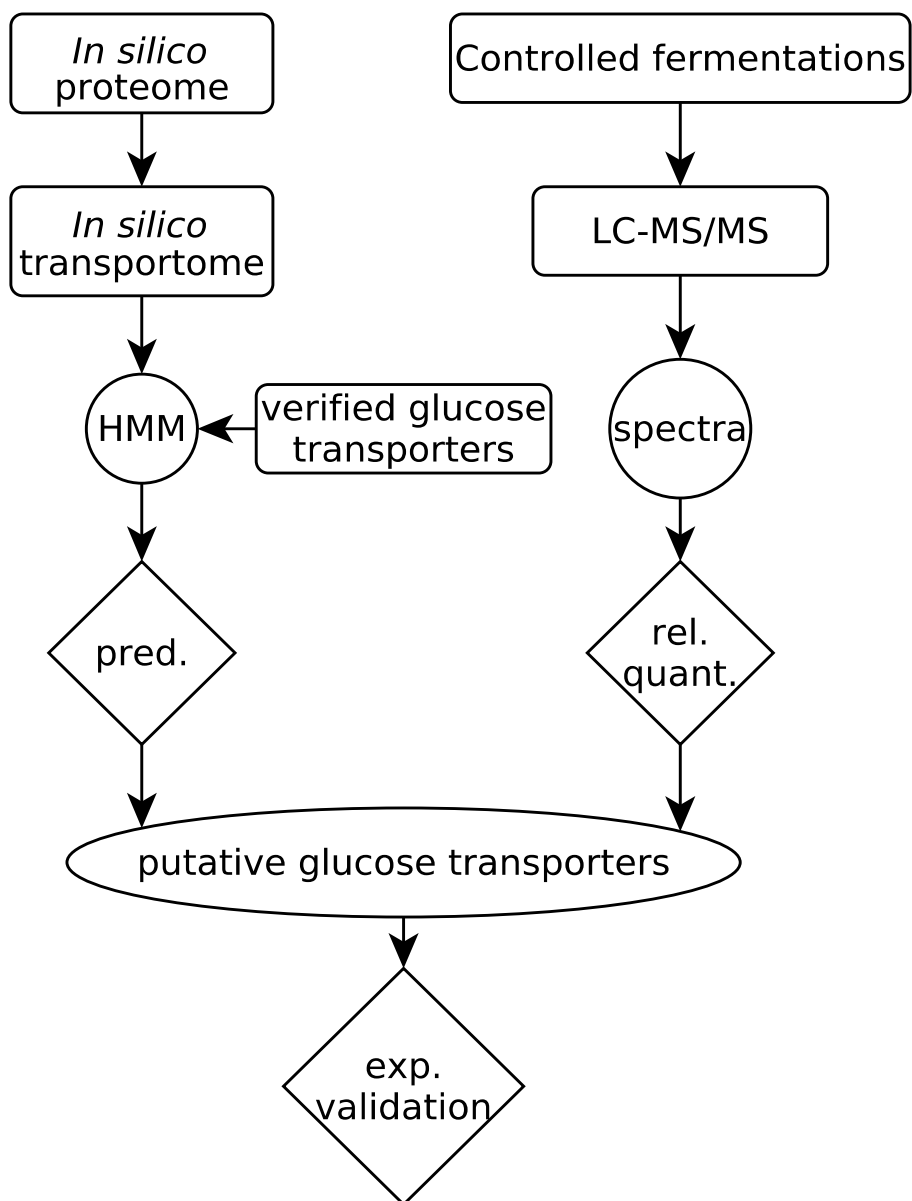 In silico
proteome
Controlled fermentations
In silico
transportome
LC-MS/MS
HMM
verified glucose
transporters
spectra
pred.
rel.
quant.
putative glucose transporters
exp.
validation